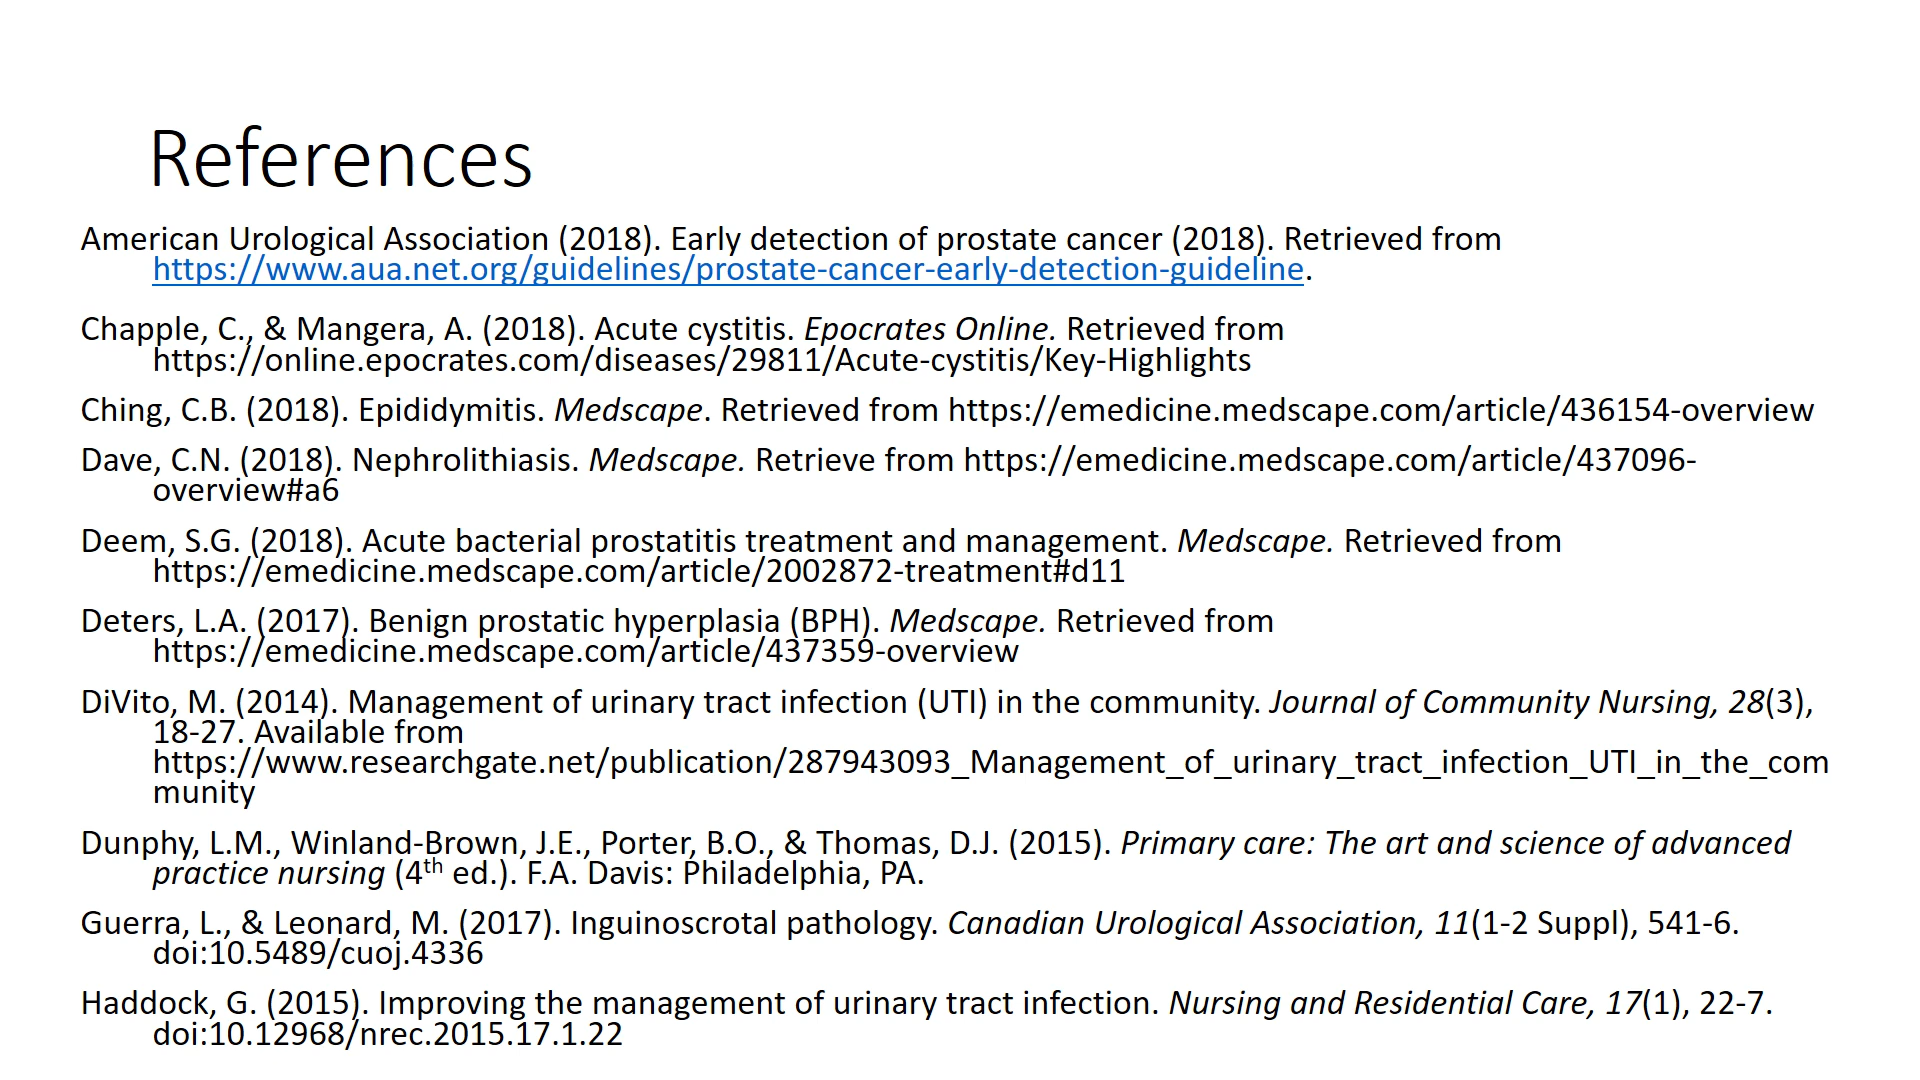 References
American Urological Association (2018). Early detection of prostate cancer (2018). Retrieved from
https://www.aua.net.org/guidelines/prostate-cancer-early-detection-guideline.
Chapple, C., & Mangera, A. (2018). Acute cystitis. Epocrates Online. Retrieved from
https://online.epocrates.com/diseases/29811/Acute-cystitis/Key-Highlights
Ching, C.B. (2018). Epididymitis. Medscape. Retrieved from https://emedicine.medscape.com/article/436154-overview
Dave, C.N. (2018). Nephrolithiasis. Medscape. Retrieve from https://emedicine.medscape.com/article/437096-
overview#a6
Deem, S.G. (2018). Acute bacterial prostatitis treatment and management. Medscape. Retrieved from
https://emedicine.medscape.com/article/2002872-treatment#d11
Deters, L.A. (2017). Benign prostatic hyperplasia (BPH). Medscape. Retrieved from
https://emedicine.medscape.com/article/437359-overview
DiVito, M. (2014). Management of urinary tract infection (UTI) in the community. Journal of Community Nursing, 28(3),
18-27. Available from
https://www.researchgate.net/publication/287943093_Management_of_urinary_tract_infection_UTI_in_the_com
munity
Dunphy, L.M., Winland-Brown, J.E., Porter, B.O., & Thomas, D.J. (2015). Primary care: The art and science of advanced
practice nursing (4th ed.). F.A. Davis: Philadelphia, PA.
Guerra, L., & Leonard, M. (2017). Inguinoscrotal pathology. Canadian Urological Association, 11(1-2 Suppl), 541-6.
doi:10.5489/cuoj.4336
Haddock, G. (2015). Improving the management of urinary tract infection. Nursing and Residential Care, 17(1), 22-7.
doi:10.12968/nrec.2015.17.1.22